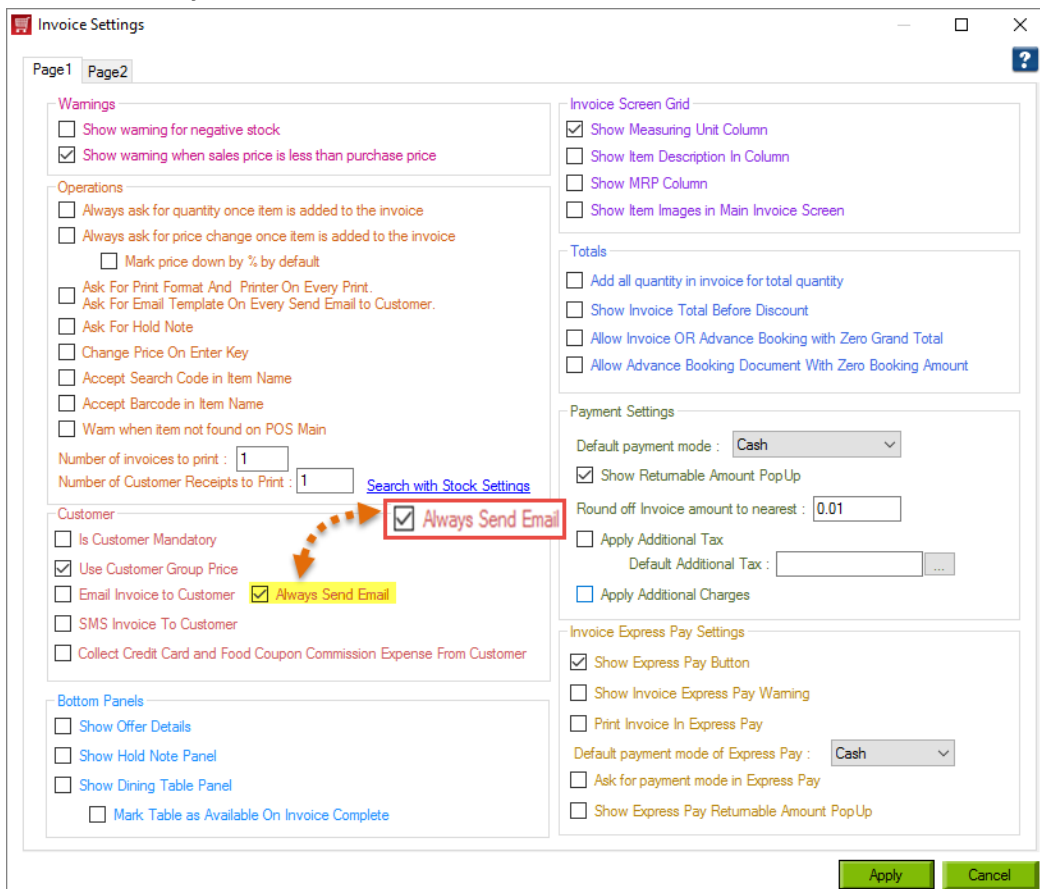 Invoice Settings
?
Page1 Page2
Warnings
Show warning for negative stock
Show warning when sales price is less than purchase price
Operations
Always ask for quantity once item is added to the invoice
Always ask for price change once item is added to the invoice
Mark price down by % by default
Ask For Print Format And Printer On Every Print.
Ask For Email Template On Every Send Email to Customer.
Ask For Hold Note
Change Price On Enter Key
Accept Search Code in Item Name
Accept Barcode in Item Name
Warn when item not found on POS Main
Number of invoices to print : 1
Number of Customer Receipts to Print : 1
Search with Stock Settings
Always Send Email
Customer
Is Customer Mandatory
Use Customer Group Price
Email Invoice to Customer Always Send Email
SMS Invoice To Customer
Collect Credit Card and Food Coupon Commission Expense From Customer
Bottom Panels
Show Offer Details
Show Hold Note Panel
Show Dining Table Panel
Mark Table as Available On Invoice Complete
Invoice Screen Grid
Show Measuring Unit Column
Show Item Description In Column
Show MRP Column
Show Item Images in Main Invoice Screen
Totals
Add all quantity in invoice for total quantity
Show Invoice Total Before Discount
Allow Invoice OR Advance Booking with Zero Grand Total
Allow Advance Booking Document With Zero Booking Amount
Payment Settings
Default payment mode : Cash
Show Returnable Amount PopUp
Round off Invoice amount to nearest : 0.01
Apply Additional Tax
Default Additional Tax : ...
Apply Additional Charges
Invoice Express Pay Settings
Show Express Pay Button
Show Invoice Express Pay Warning
Print Invoice In Express Pay
Default payment mode of Express Pay : Cash
Ask for payment mode in Express Pay
Show Express Pay Returnable Amount PopUp
Apply Cancel